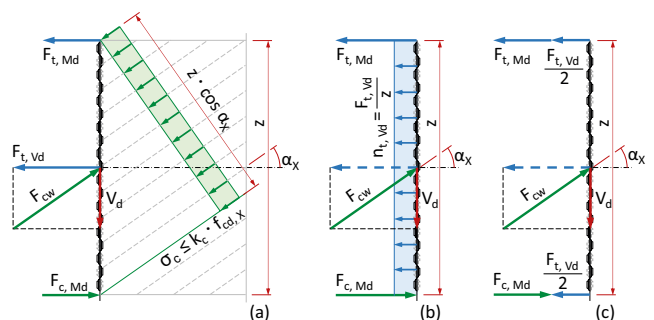 F_t, Md
z · cos α_X
z
F_t, Vd
α_X
F_cw
V_d
σ_c ≤ k_c · f_cd, X
F_c, Md
(a)
F_t, Md
n_t, Vd = F_t, Vd / z
z
α_X
F_cw
V_d
F_c, Md
(b)
F_t, Md
F_t, Vd / 2
z
α_X
F_cw
V_d
F_t, Vd / 2
F_c, Md
(c)